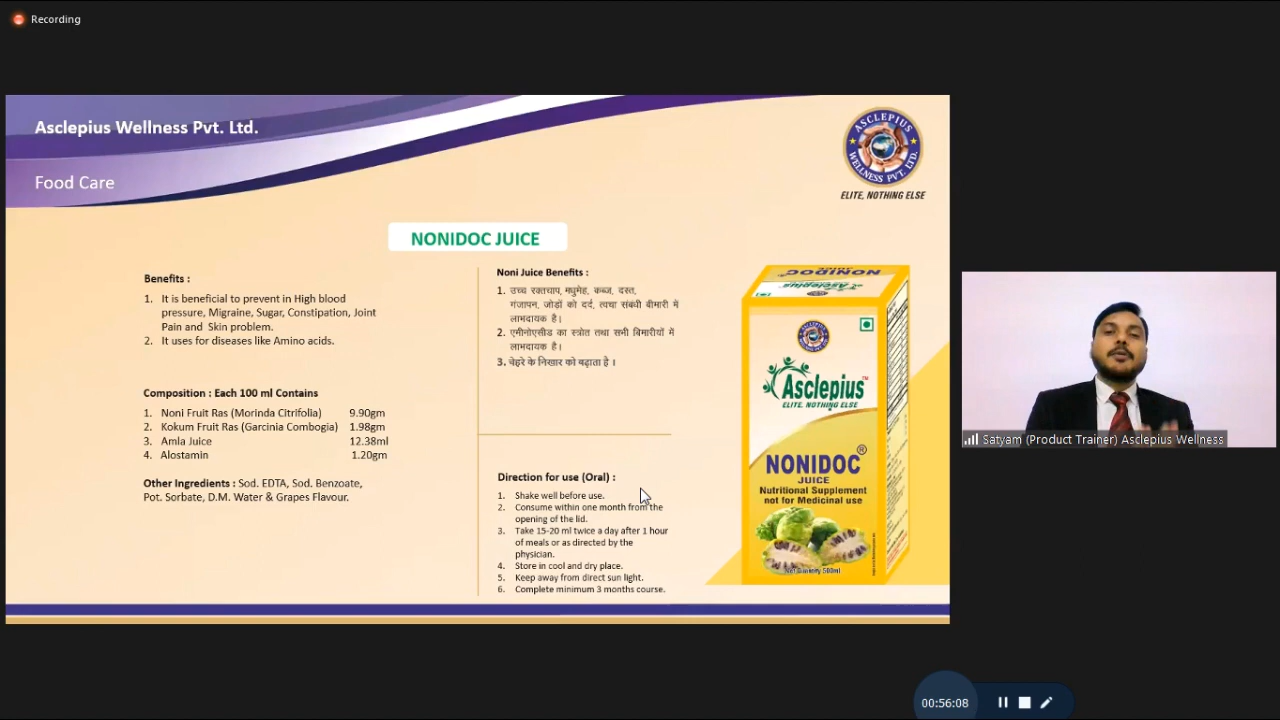 Recording
Asclepius Wellness Pvt. Ltd.
Food Care
ASCLEPIUS
WELLNESS PVT. LTD.
ELITE, NOTHING ELSE
NONIDOC JUICE
Benefits :
1. It is beneficial to prevent in High blood
pressure, Migraine, Sugar, Constipation, Joint
Pain and Skin problem.
2. It uses for diseases like Amino acids.
Composition : Each 100 ml Contains
1. Noni Fruit Ras (Morinda Citrifolia) 9.90gm
2. Kokum Fruit Ras (Garcinia Combogia) 1.98gm
3. Amla Juice 12.38ml
4. Alostamin 1.20gm
Other Ingredients : Sod. EDTA, Sod. Benzoate,
Pot. Sorbate, D.M. Water & Grapes Flavour.
Noni Juice Benefits :
1. उच्च रक्तचाप, मधुमेह, कब्ज, दस्त,
गंजापन, जोड़ों को दर्द, त्वचा संबंधी बीमारी में
लाभदायक है।
2. एमीनोएसीड का स्त्रोत तथा सभी बिमारीयों में
लाभदायक है।
3. चेहरे के निखार को बढ़ाता है ।
Direction for use (Oral) :
1. Shake well before use.
2. Consume within one month from the
opening of the lid.
3. Take 15-20 ml twice a day after 1 hour
of meals or as directed by the
physician.
4. Store in cool and dry place.
5. Keep away from direct sun light.
6. Complete minimum 3 months course.
NONIDOC
JUICE
Asclepius
Asclepius™
ELITE, NOTHING ELSE
NONIDOC®
JUICE
Nutritional Supplement
not for Medicinal use
Net Quantity 500ml
Satyam (Product Trainer) Asclepius Wellness
00:56:08